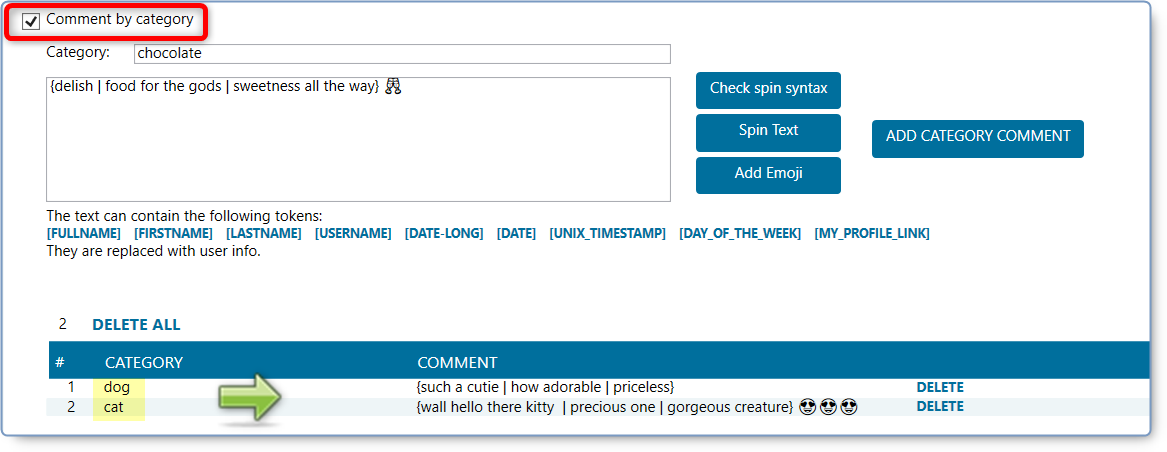 Comment by category
Category: chocolate
{delish | food for the gods | sweetness all the way} 👯
Check spin syntax
Spin Text
Add Emoji
ADD CATEGORY COMMENT
The text can contain the following tokens:
[FULLNAME] [FIRSTNAME] [LASTNAME] [USERNAME] [DATE-LONG] [DATE] [UNIX_TIMESTAMP] [DAY_OF_THE_WEEK] [MY_PROFILE_LINK]
They are replaced with user info.
2 DELETE ALL
# CATEGORY COMMENT
1 dog {such a cutie | how adorable | priceless} DELETE
2 cat {wall hello there kitty | precious one | gorgeous creature} 😍😍😍 DELETE